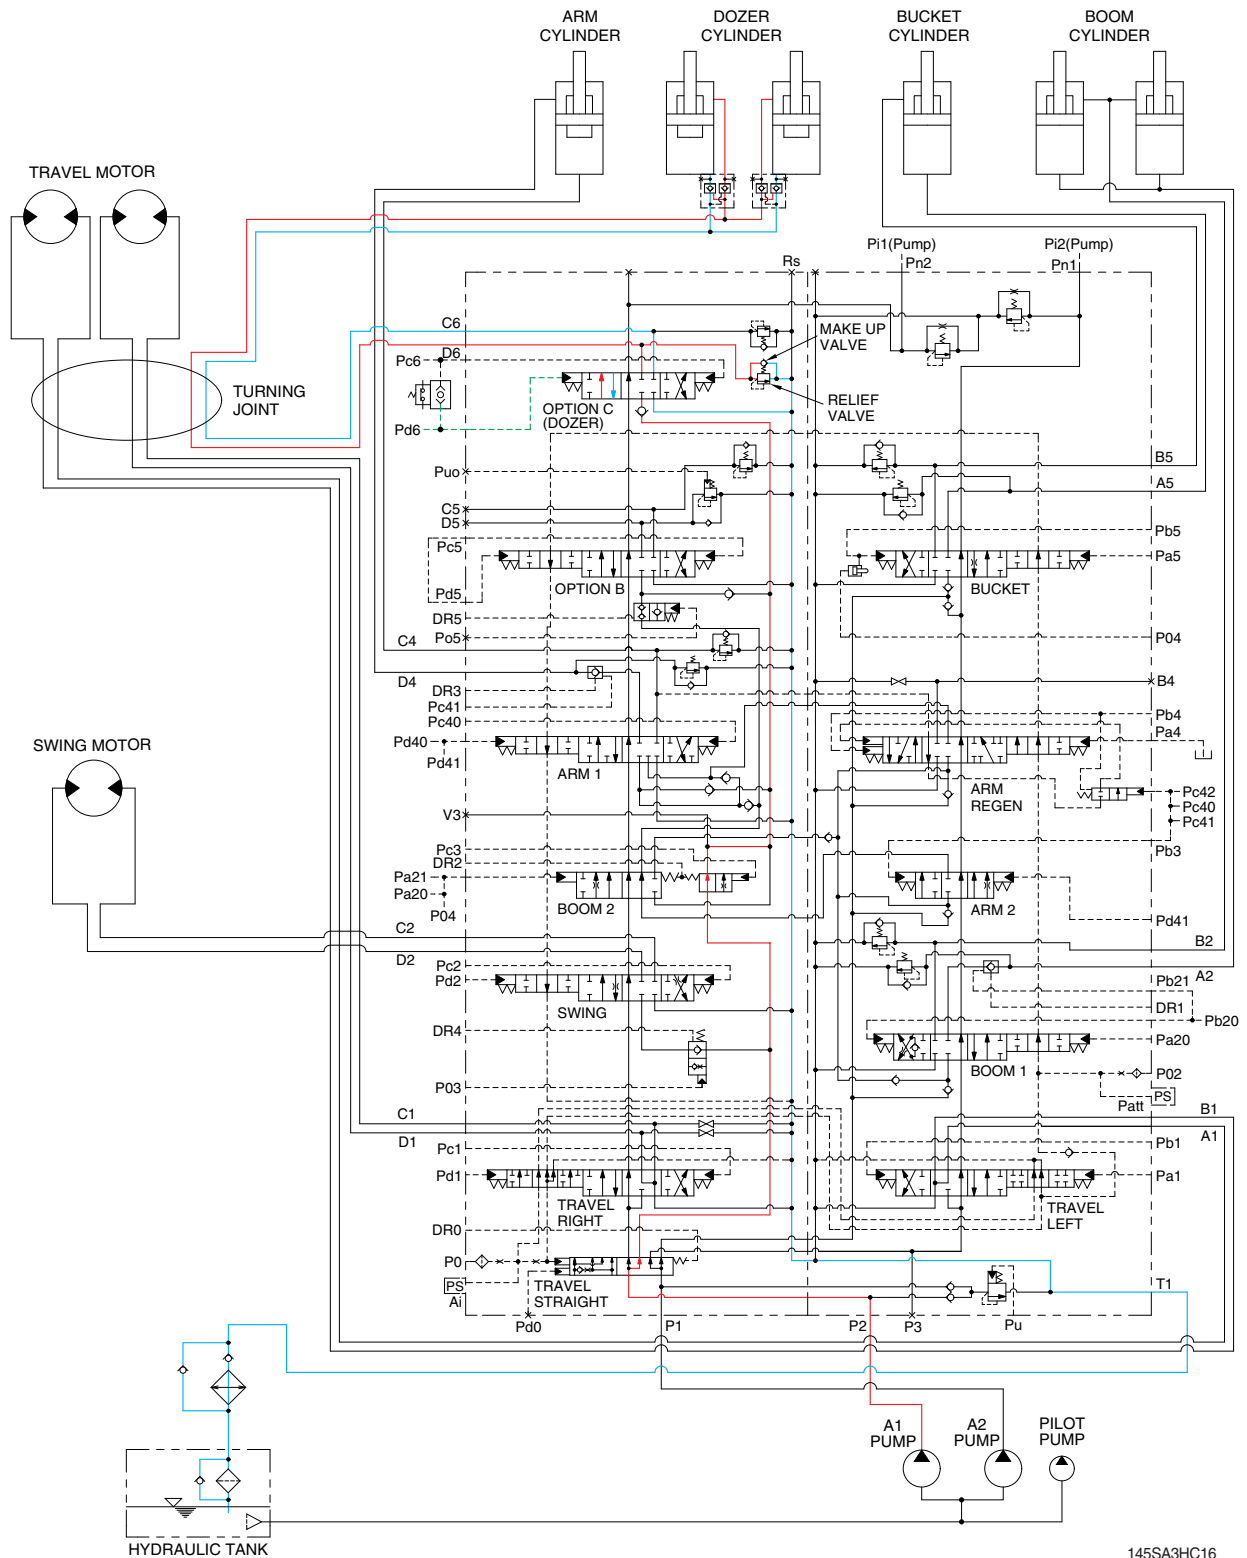 ARM
CYLINDER
DOZER
CYLINDER
BUCKET
CYLINDER
BOOM
CYLINDER
TRAVEL MOTOR
Pi1(Pump)
Pn2
Pi2(Pump)
Pn1
Rs
C6
MAKE UP
VALVE
D6
Pc6
RELIEF
VALVE
OPTION C
(DOZER)
TURNING
JOINT
Pd6
B5
Puo
A5
C5
D5
Pb5
Pc5
Pa5
OPTION B
BUCKET
Pd5
DR5
Po5
P04
C4
D4
DR3
B4
Pc41
Pc40
Pb4
Pa4
Pd40
Pd41
SWING MOTOR
ARM 1
ARM
REGEN
Pc42
Pc40
Pc41
V3
Pc3
DR2
Pb3
Pa21
Pa20
P04
BOOM 2
ARM 2
Pd41
C2
D2
B2
Pc2
Pd2
A2
Pb21
DR1
SWING
Pb20
DR4
Pa20
BOOM 1
P03
P02
PS
Patt
C1
D1
B1
A1
Pc1
Pb1
Pd1
Pa1
TRAVEL
RIGHT
TRAVEL
LEFT
DR0
P0
PS
Ai
TRAVEL
STRAIGHT
T1
Pd0
P1
P2
P3
Pu
A1
PUMP
A2
PUMP
PILOT
PUMP
HYDRAULIC TANK
145SA3HC16